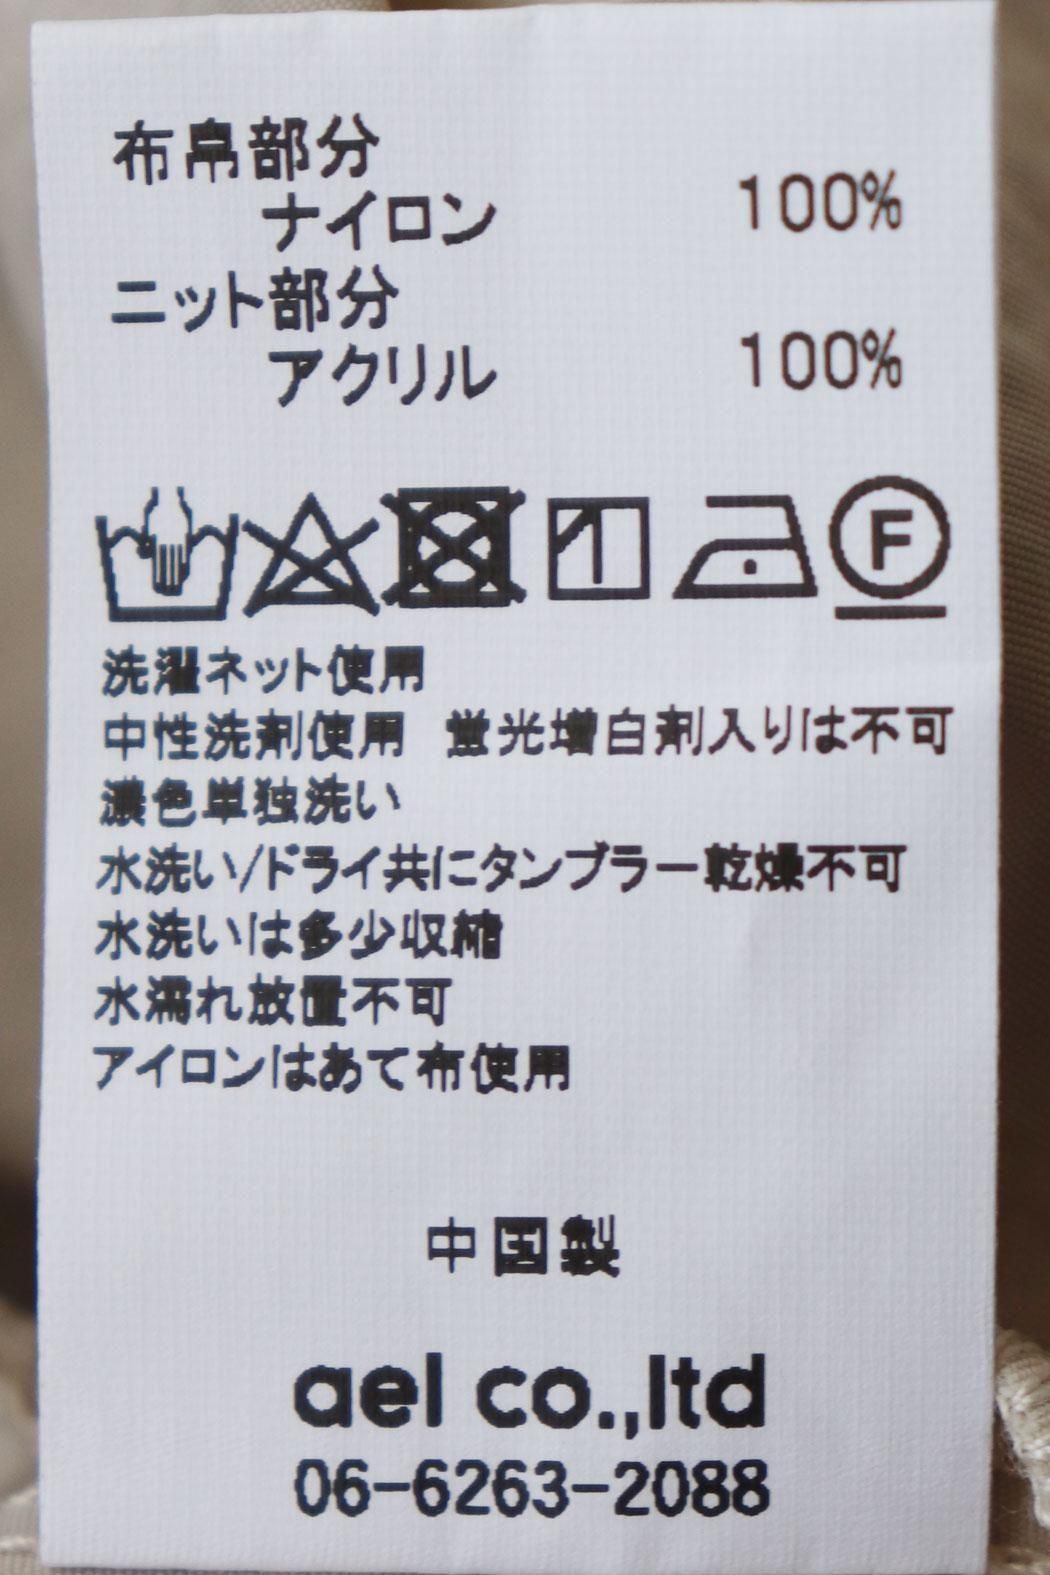 布帛部分
ナイロン 100%
ニット部分
アクリル 100%
F
洗濯ネット使用
中性洗剤使用 蛍光増白剤入りは不可
濃色単独洗い
水洗い/ドライ共にタンブラー乾燥不可
水洗いは多少収縮
水濡れ放置不可
アイロンはあて布使用
中国製
ael co.,ltd
06-6263-2088